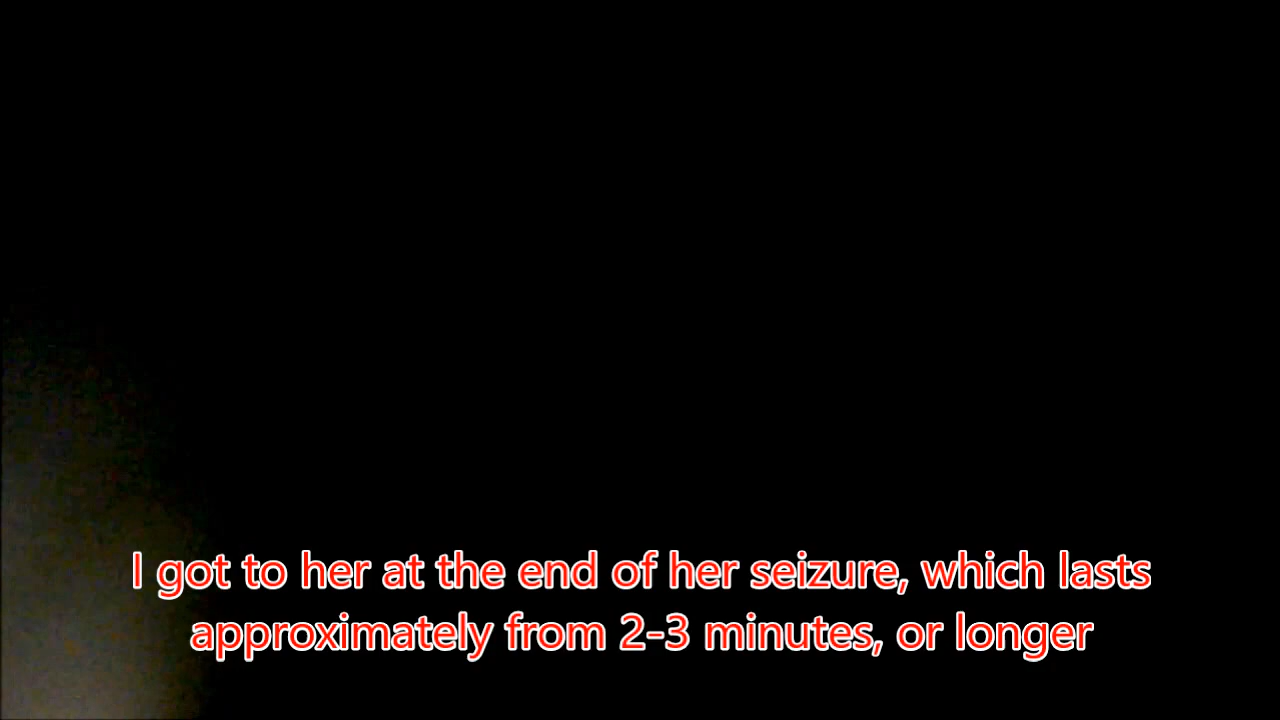 I got to her at the end of her seizure, which lasts
approximately from 2-3 minutes, or longer